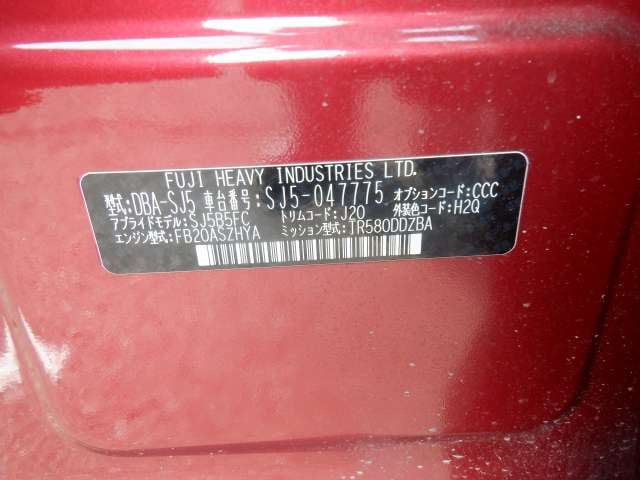 FUJI HEAVY INDUSTRIES LTD.
型式:DBA-SJ5 車台番号:SJ5-047775 オプションコード:CCC
アプライドモデル:SJ5B5FC トリムコード:J20 外装色コード:H2Q
エンジン型式:FB20ASZHYA ミッション型式:TR580DDZBA